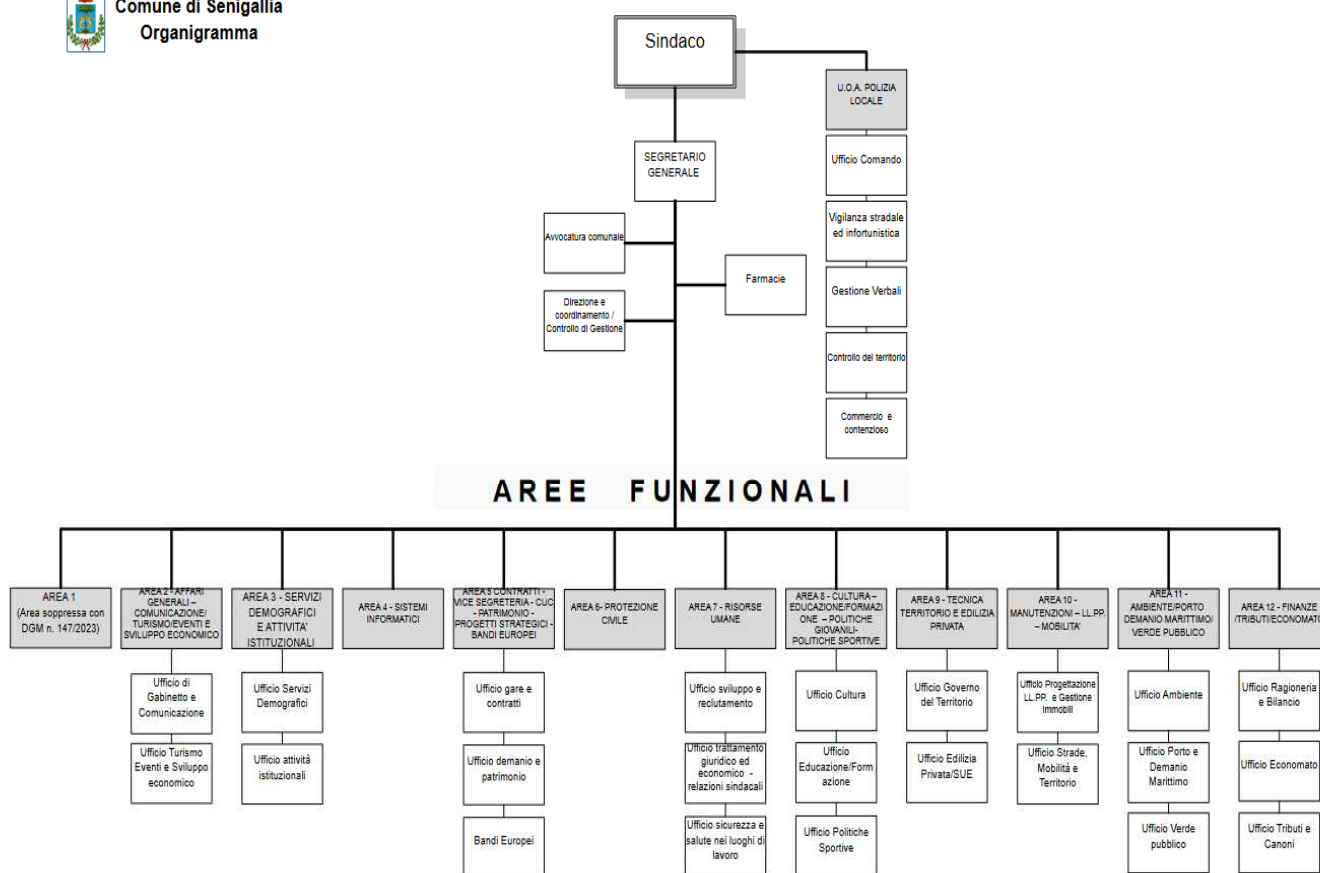 Comune di Senigallia
Organigramma
Sindaco
U.O.A. POLIZIA
LOCALE
Ufficio Comando
Vigilanza stradale
ed infortunistica
Gestione Verbali
Controllo del territorio
Commercio e
contenzioso
SEGRETARIO
GENERALE
Avvocatura comunale
Farmacie
Direzione e
coordinamento /
Controllo di Gestione
AREE FUNZIONALI
AREA 1
(Area soppressa con
DGM n. 147/2023)
AREA 2 - AFFARI
GENERALI –
COMUNICAZIONE/
TURISMO/EVENTI E
SVILUPPO ECONOMICO
Ufficio di
Gabinetto e
Comunicazione
Ufficio Turismo
Eventi e Sviluppo
economico
AREA 3 - SERVIZI
DEMOGRAFICI
E ATTIVITA'
ISTITUZIONALI
Ufficio Servizi
Demografici
Ufficio attività
istituzionali
AREA 4 - SISTEMI
INFORMATICI
AREA 5 CONTRATTI -
VICE SEGRETERIA - CUC
- PATRIMONIO -
PROGETTI STRATEGICI -
BANDI EUROPEI
Ufficio gare e
contratti
Ufficio demanio e
patrimonio
Bandi Europei
AREA 6- PROTEZIONE
CIVILE
AREA 7 - RISORSE
UMANE
Ufficio sviluppo e
reclutamento
Ufficio trattamento
giuridico ed
economico -
relazioni sindacali
Ufficio sicurezza e
salute nei luoghi di
lavoro
AREA 8 - CULTURA –
EDUCAZIONE/FORMAZI
ONE – POLITICHE
GIOVANILI-
POLITICHE SPORTIVE
Ufficio Cultura
Ufficio
Educazione/Form
azione
Ufficio Politiche
Sportive
AREA 9 - TECNICA
TERRITORIO E EDILIZIA
PRIVATA
Ufficio Governo
del Territorio
Ufficio Edilizia
Privata/SUE
AREA 10 -
MANUTENZIONI – LL.PP.
– MOBILITA'
Ufficio Progettazione
LL.PP. e Gestione
Immobili
Ufficio Strade,
Mobilità e
Territorio
AREA 11 -
AMBIENTE/PORTO
DEMANIO MARITTIMO/
VERDE PUBBLICO
Ufficio Ambiente
Ufficio Porto e
Demanio
Marittimo
Ufficio Verde
pubblico
AREA 12 - FINANZE
/TRIBUTI/ECONOMATO
Ufficio Ragioneria
e Bilancio
Ufficio Economato
Ufficio Tributi e
Canoni